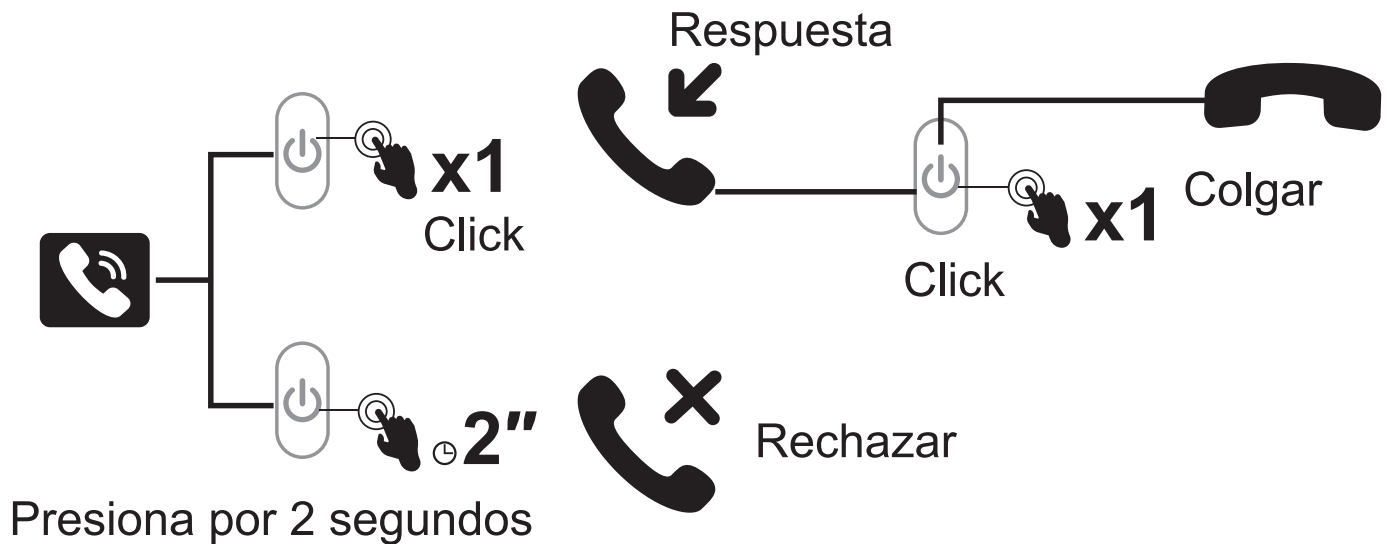 Respuesta
x1
Click
x1
Colgar
Click
2"
Rechazar
Presiona por 2 segundos